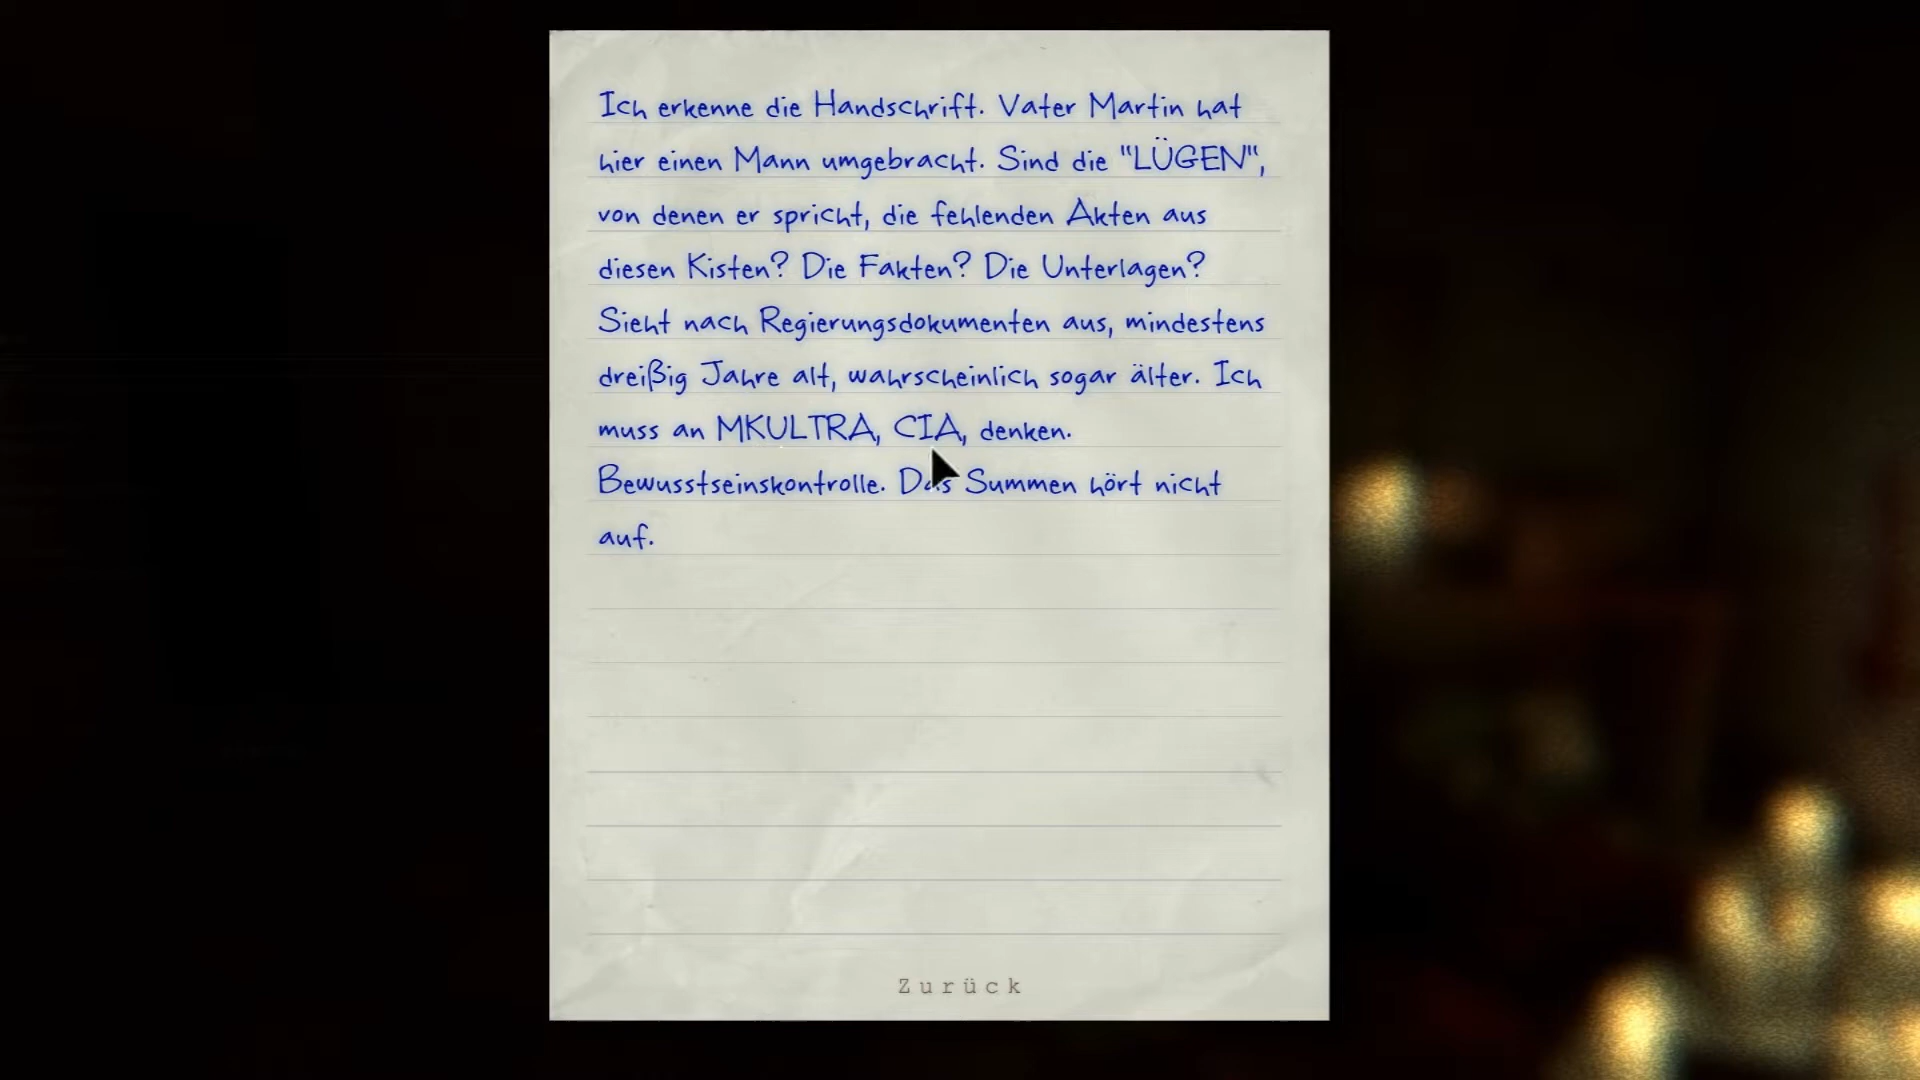 Ich erkenne die Handschrift. Vater Martin hat
hier einen Mann umgebracht. Sind die "LÜGEN",
von denen er spricht, die fehlenden Akten aus
diesen Kisten? Die Fakten? Die Unterlagen?
Sieht nach Regierungsdokumenten aus, mindestens
dreißig Jahre alt, wahrscheinlich sogar älter. Ich
muss an MKULTRA, CIA, denken.
Bewusstseinskontrolle. Das Summen hört nicht
auf.
Zurück